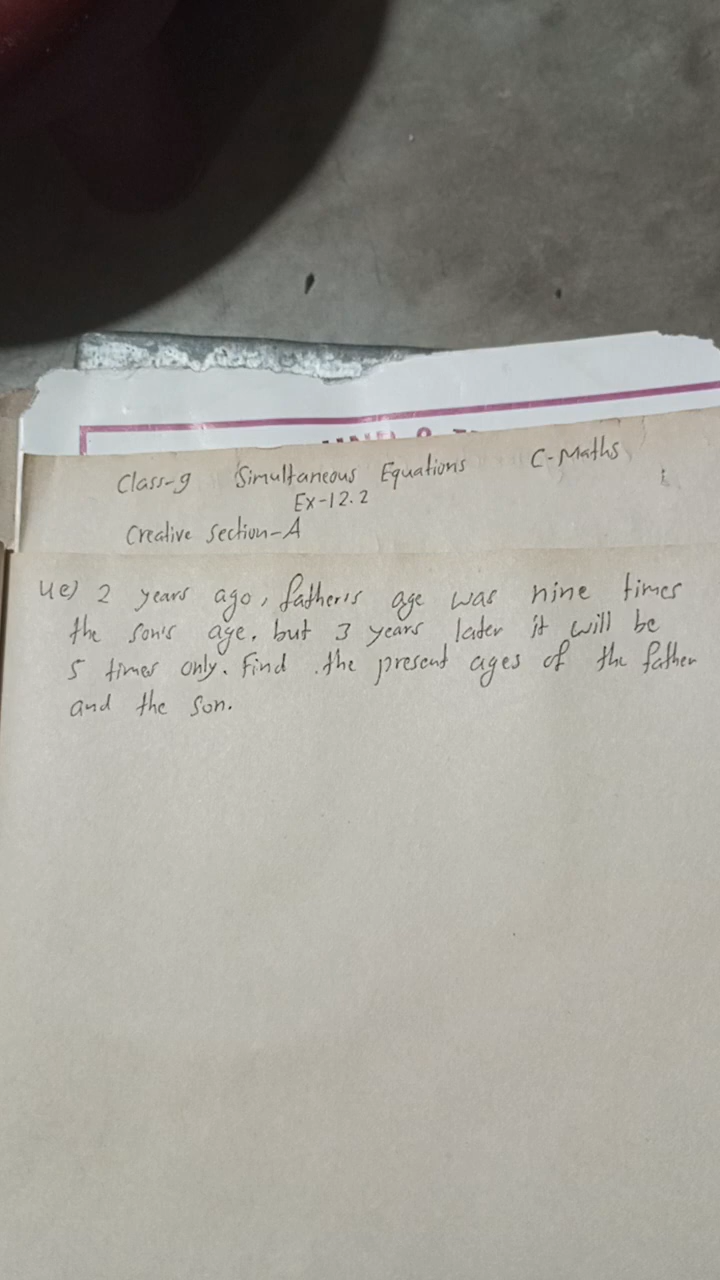 Class-9 Simultaneous Equations C-Maths
Ex-12.2
Creative Section-A
4e) 2 years ago, father's age was nine times
the son's age, but 3 years later it will be
5 times only. Find the present ages of the father
and the son.